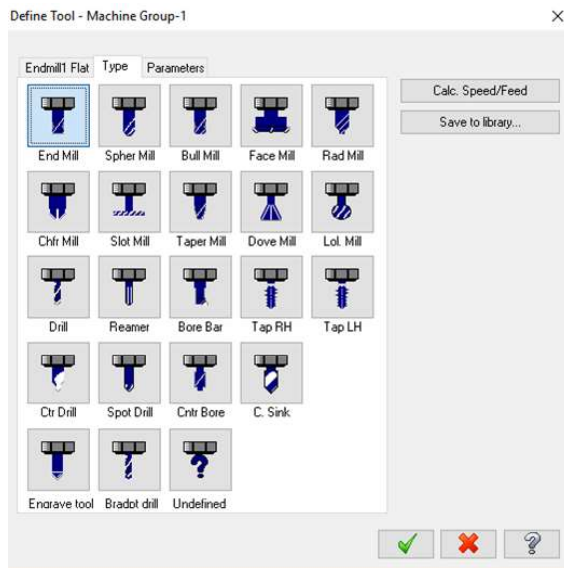 Define Tool - Machine Group-1
Endmill1 Flat Type Parameters
Calc. Speed/Feed
Save to library...
End Mill Spher Mill Bull Mill Face Mill Rad Mill
Chfr Mill Slot Mill Taper Mill Dove Mill Lol. Mill
Drill Reamer Bore Bar Tap RH Tap LH
Ctr Drill Spot Drill Cntr Bore C. Sink
Engrave tool Bradpt drill Undefined